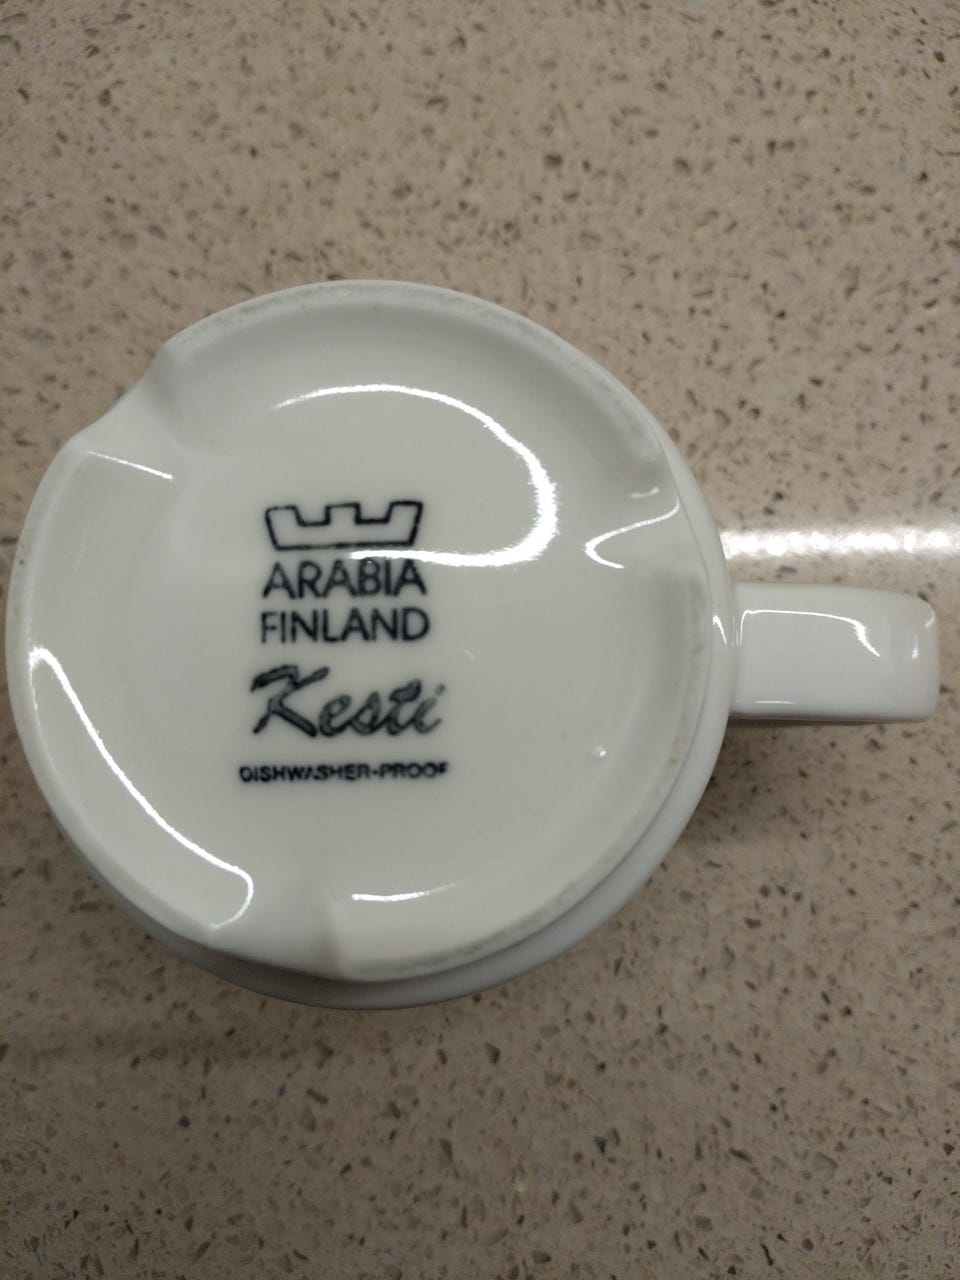 ARABIA
FINLAND
Kesti
DISHWASHER-PROOF